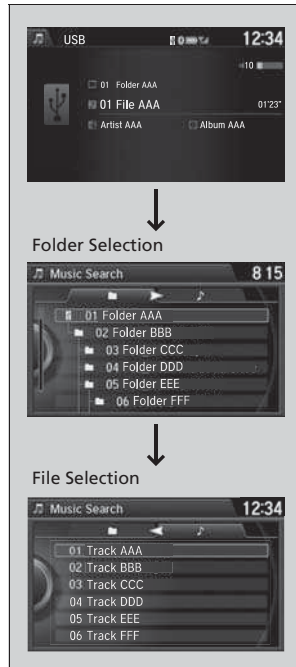 USB 12:34
10
01 Folder AAA
01 File AAA 01'23"
Artist AAA Album AAA
Folder Selection
Music Search 8 15
01 Folder AAA
02 Folder BBB
03 Folder CCC
04 Folder DDD
05 Folder EEE
06 Folder FFF
File Selection
Music Search 12:34
01 Track AAA
02 Track BBB
03 Track CCC
04 Track DDD
05 Track EEE
06 Track FFF